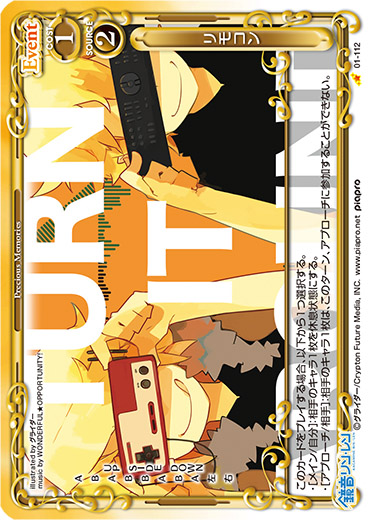 Event
COST 1
SOURCE 2
リモコン
01-112
Precious Memories
illustrated by グライダー
music by WONDERFUL★OPPORTUNITY!
TURN
IT
左 右
このカードをプレイする場合、以下から1つ選択する。
・[メイン/自分]:相手のキャラ1枚を休息状態にする。
・[アプローチ/相手]:相手のキャラ1枚は、このターン、アプローチに参加することができない。
鏡音リン・レン
©グライダー/Crypton Future Media, INC. www.piapro.net piapro